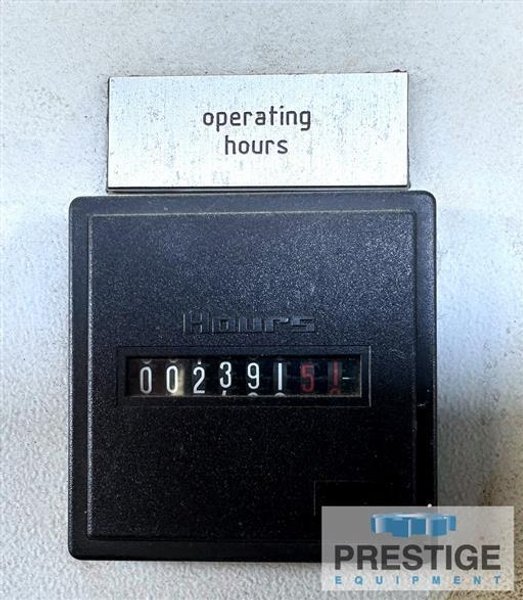 operating
hours
Hours
00239151
PRESTIGE
EQUIPMENT